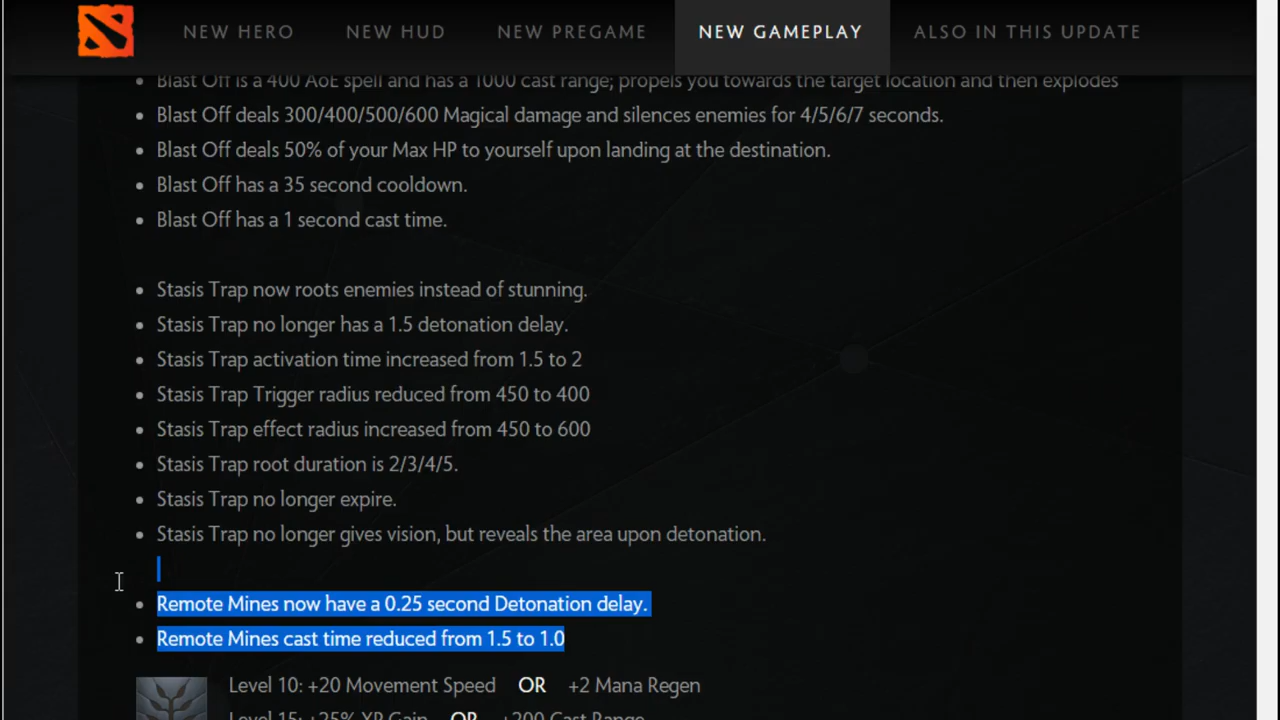 NEW HERO NEW HUD NEW PREGAME NEW GAMEPLAY ALSO IN THIS UPDATE
Blast Off is a 400 AoE spell and has a 1000 cast range; propels you towards the target location and then explodes
Blast Off deals 300/400/500/600 Magical damage and silences enemies for 4/5/6/7 seconds.
Blast Off deals 50% of your Max HP to yourself upon landing at the destination.
Blast Off has a 35 second cooldown.
Blast Off has a 1 second cast time.
Stasis Trap now roots enemies instead of stunning.
Stasis Trap no longer has a 1.5 detonation delay.
Stasis Trap activation time increased from 1.5 to 2
Stasis Trap Trigger radius reduced from 450 to 400
Stasis Trap effect radius increased from 450 to 600
Stasis Trap root duration is 2/3/4/5.
Stasis Trap no longer expire.
Stasis Trap no longer gives vision, but reveals the area upon detonation.
Remote Mines now have a 0.25 second Detonation delay.
Remote Mines cast time reduced from 1.5 to 1.0
Level 10: +20 Movement Speed OR +2 Mana Regen
Level 15: +25% XP Gain OR +200 Cast Range